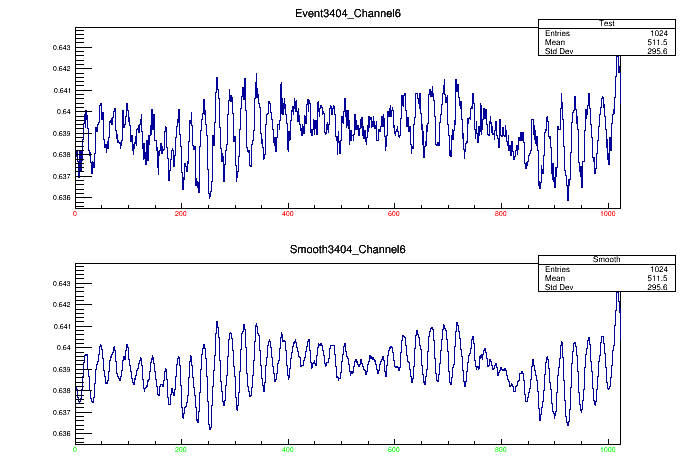 Event3404_Channel6
Test
Entries 1024
Mean 511.5
Std Dev 295.6
0.643
0.642
0.641
0.64
0.639
0.638
0.637
0.636
0 200 400 600 800 1000
Smooth3404_Channel6
Smooth
Entries 1024
Mean 511.5
Std Dev 295.6
0.643
0.642
0.641
0.64
0.639
0.638
0.637
0.636
0 200 400 600 800 1000